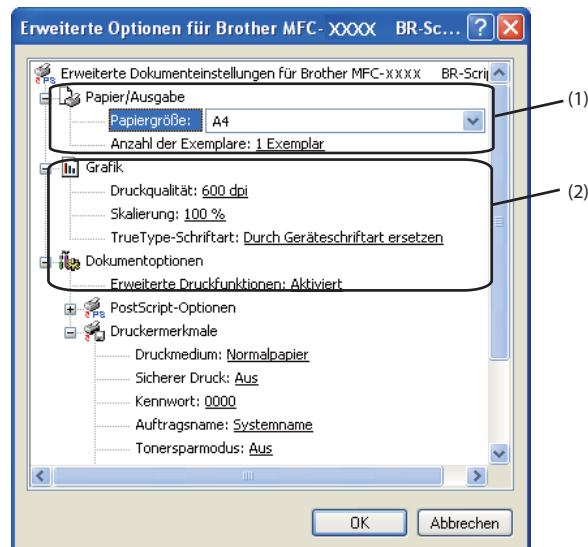 Erweiterte Optionen für Brother MFC- XXXX BR-Sc...
Erweiterte Dokumenteinstellungen für Brother MFC-XXXX BR-Scrip
Papier/Ausgabe
Papiergröße: A4
Anzahl der Exemplare: 1 Exemplar
(1)
Grafik
(2)
Druckqualität: 600 dpi
Skalierung: 100 %
TrueType-Schriftart: Durch Geräteschriftart ersetzen
Dokumentoptionen
Erweiterte Druckfunktionen: Aktiviert
PostScript-Optionen
Druckermerkmale
Druckmedium: Normalpapier
Sicherer Druck: Aus
Kennwort: 0000
Auftragsname: Systemname
Tonersparmodus: Aus
OK Abbrechen